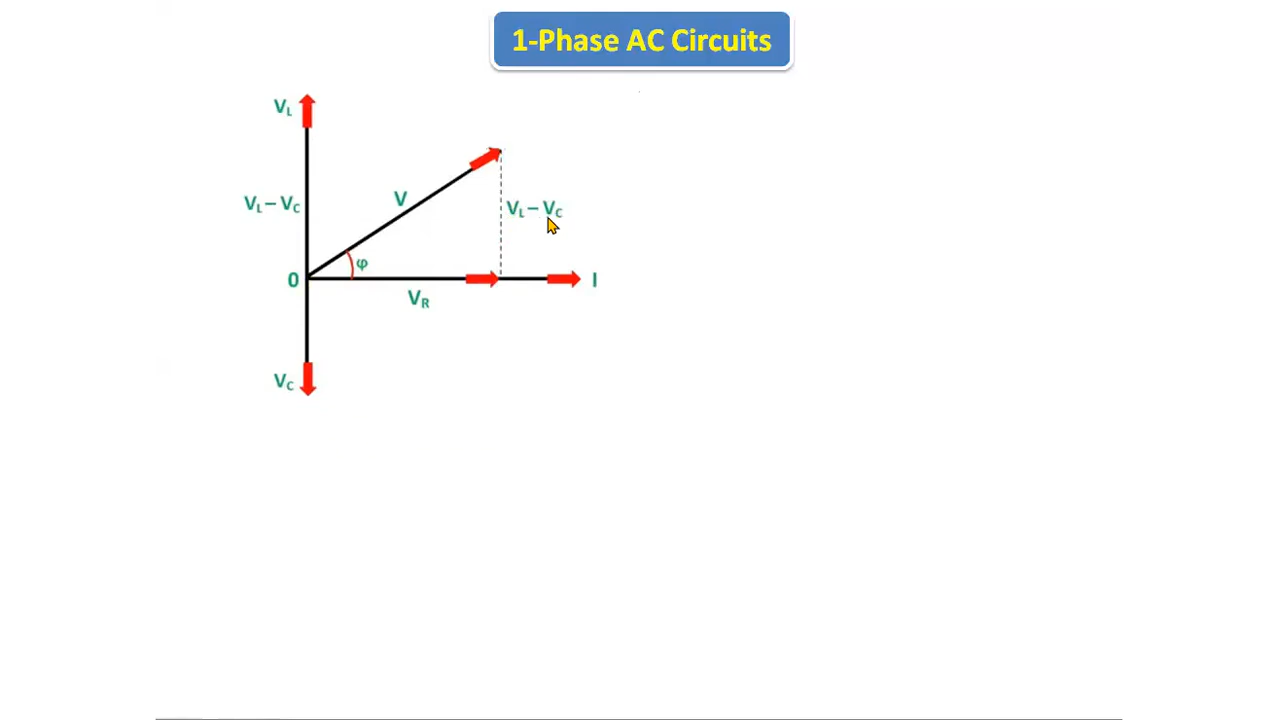 1-Phase AC Circuits
VL
VL – VC
V
VL – VC
φ
0
I
VR
VC